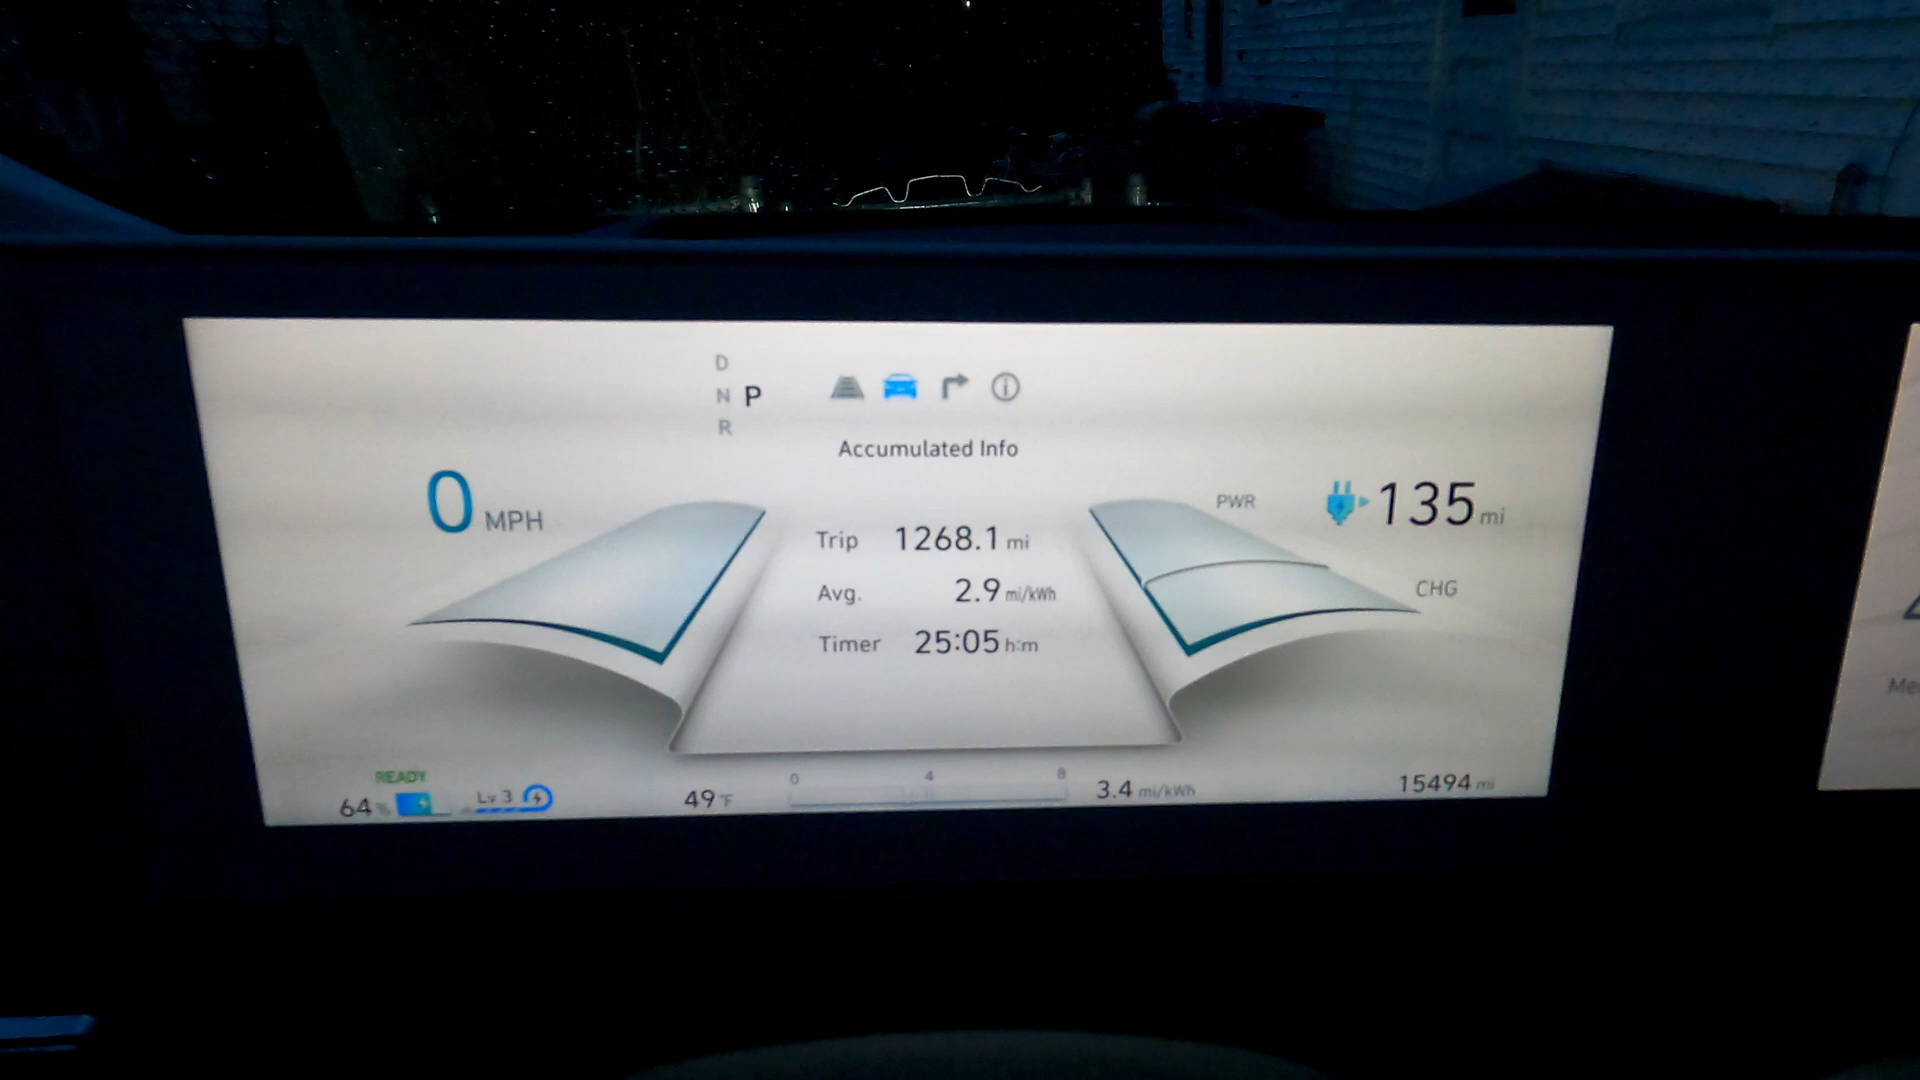 D
N P
R
Accumulated Info
0 MPH
PWR
135 mi
Trip 1268.1 mi
Avg. 2.9 mi/kWh
CHG
Timer 25:05 h:m
READY
64 % Lv 3
49 °F
0 4 8
3.4 mi/kWh
15494 mi
Me